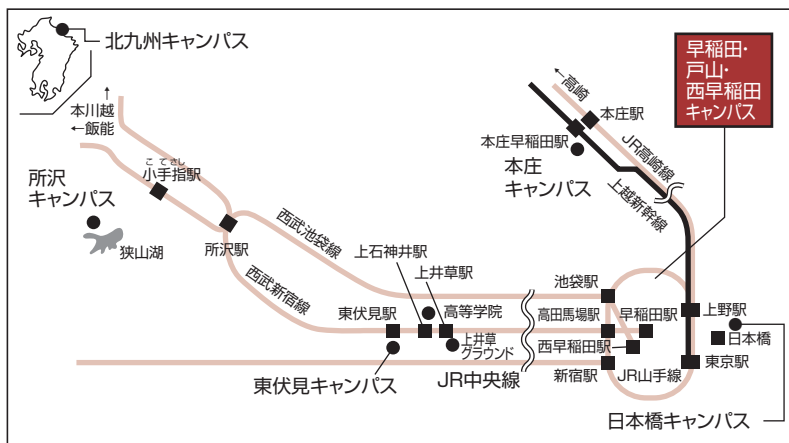 北九州キャンパス
早稲田・
戸山・
西早稲田
キャンパス
高崎
本庄駅
本庄早稲田駅
本庄
キャンパス
JR高崎線
上越新幹線
本川越
飯能
こてさし
小手指駅
所沢
キャンパス
狭山湖
所沢駅
西武池袋線
西武新宿線
上石神井駅
上井草駅
東伏見駅
高等学院
上井草
グラウンド
東伏見キャンパス
JR中央線
池袋駅
高田馬場駅
早稲田駅
西早稲田駅
新宿駅
JR山手線
上野駅
日本橋
東京駅
日本橋キャンパス